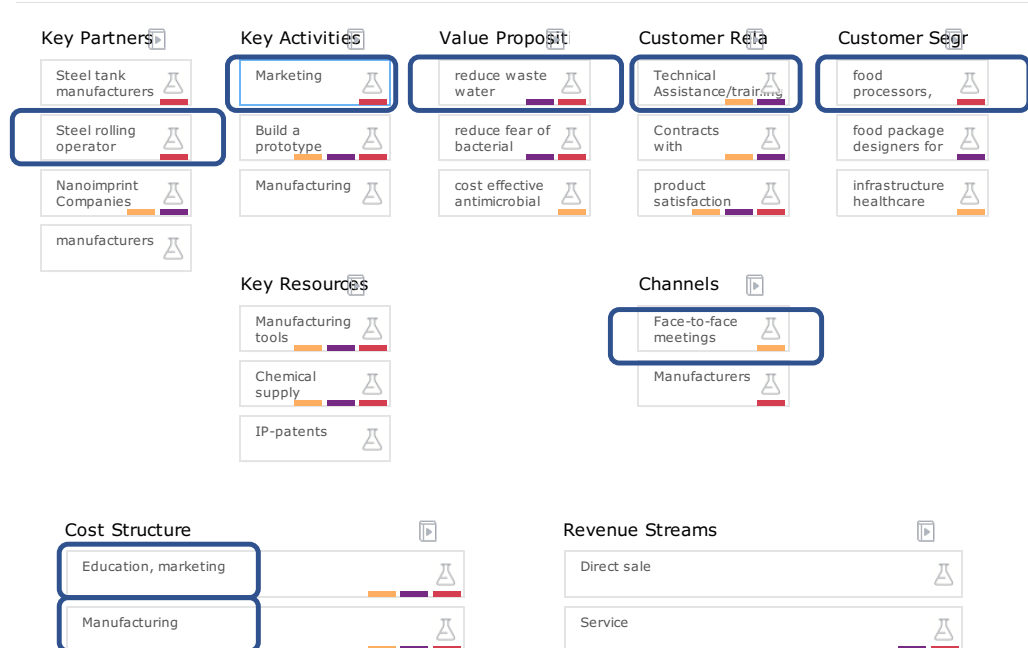 Key Partners
Steel tank
manufacturers
Steel rolling
operator
Nanoimprint
Companies
manufacturers
Key Activities
Marketing
Build a
prototype
Manufacturing
Key Resources
Manufacturing
tools
Chemical
supply
IP-patents
Value Proposit
reduce waste
water
reduce fear of
bacterial
cost effective
antimicrobial
Customer Rela
Technical
Assistance/training
Contracts
with
product
satisfaction
Channels
Face-to-face
meetings
Manufacturers
Customer Segr
food
processors,
food package
designers for
infrastructure
healthcare
Cost Structure
Education, marketing
Manufacturing
Revenue Streams
Direct sale
Service